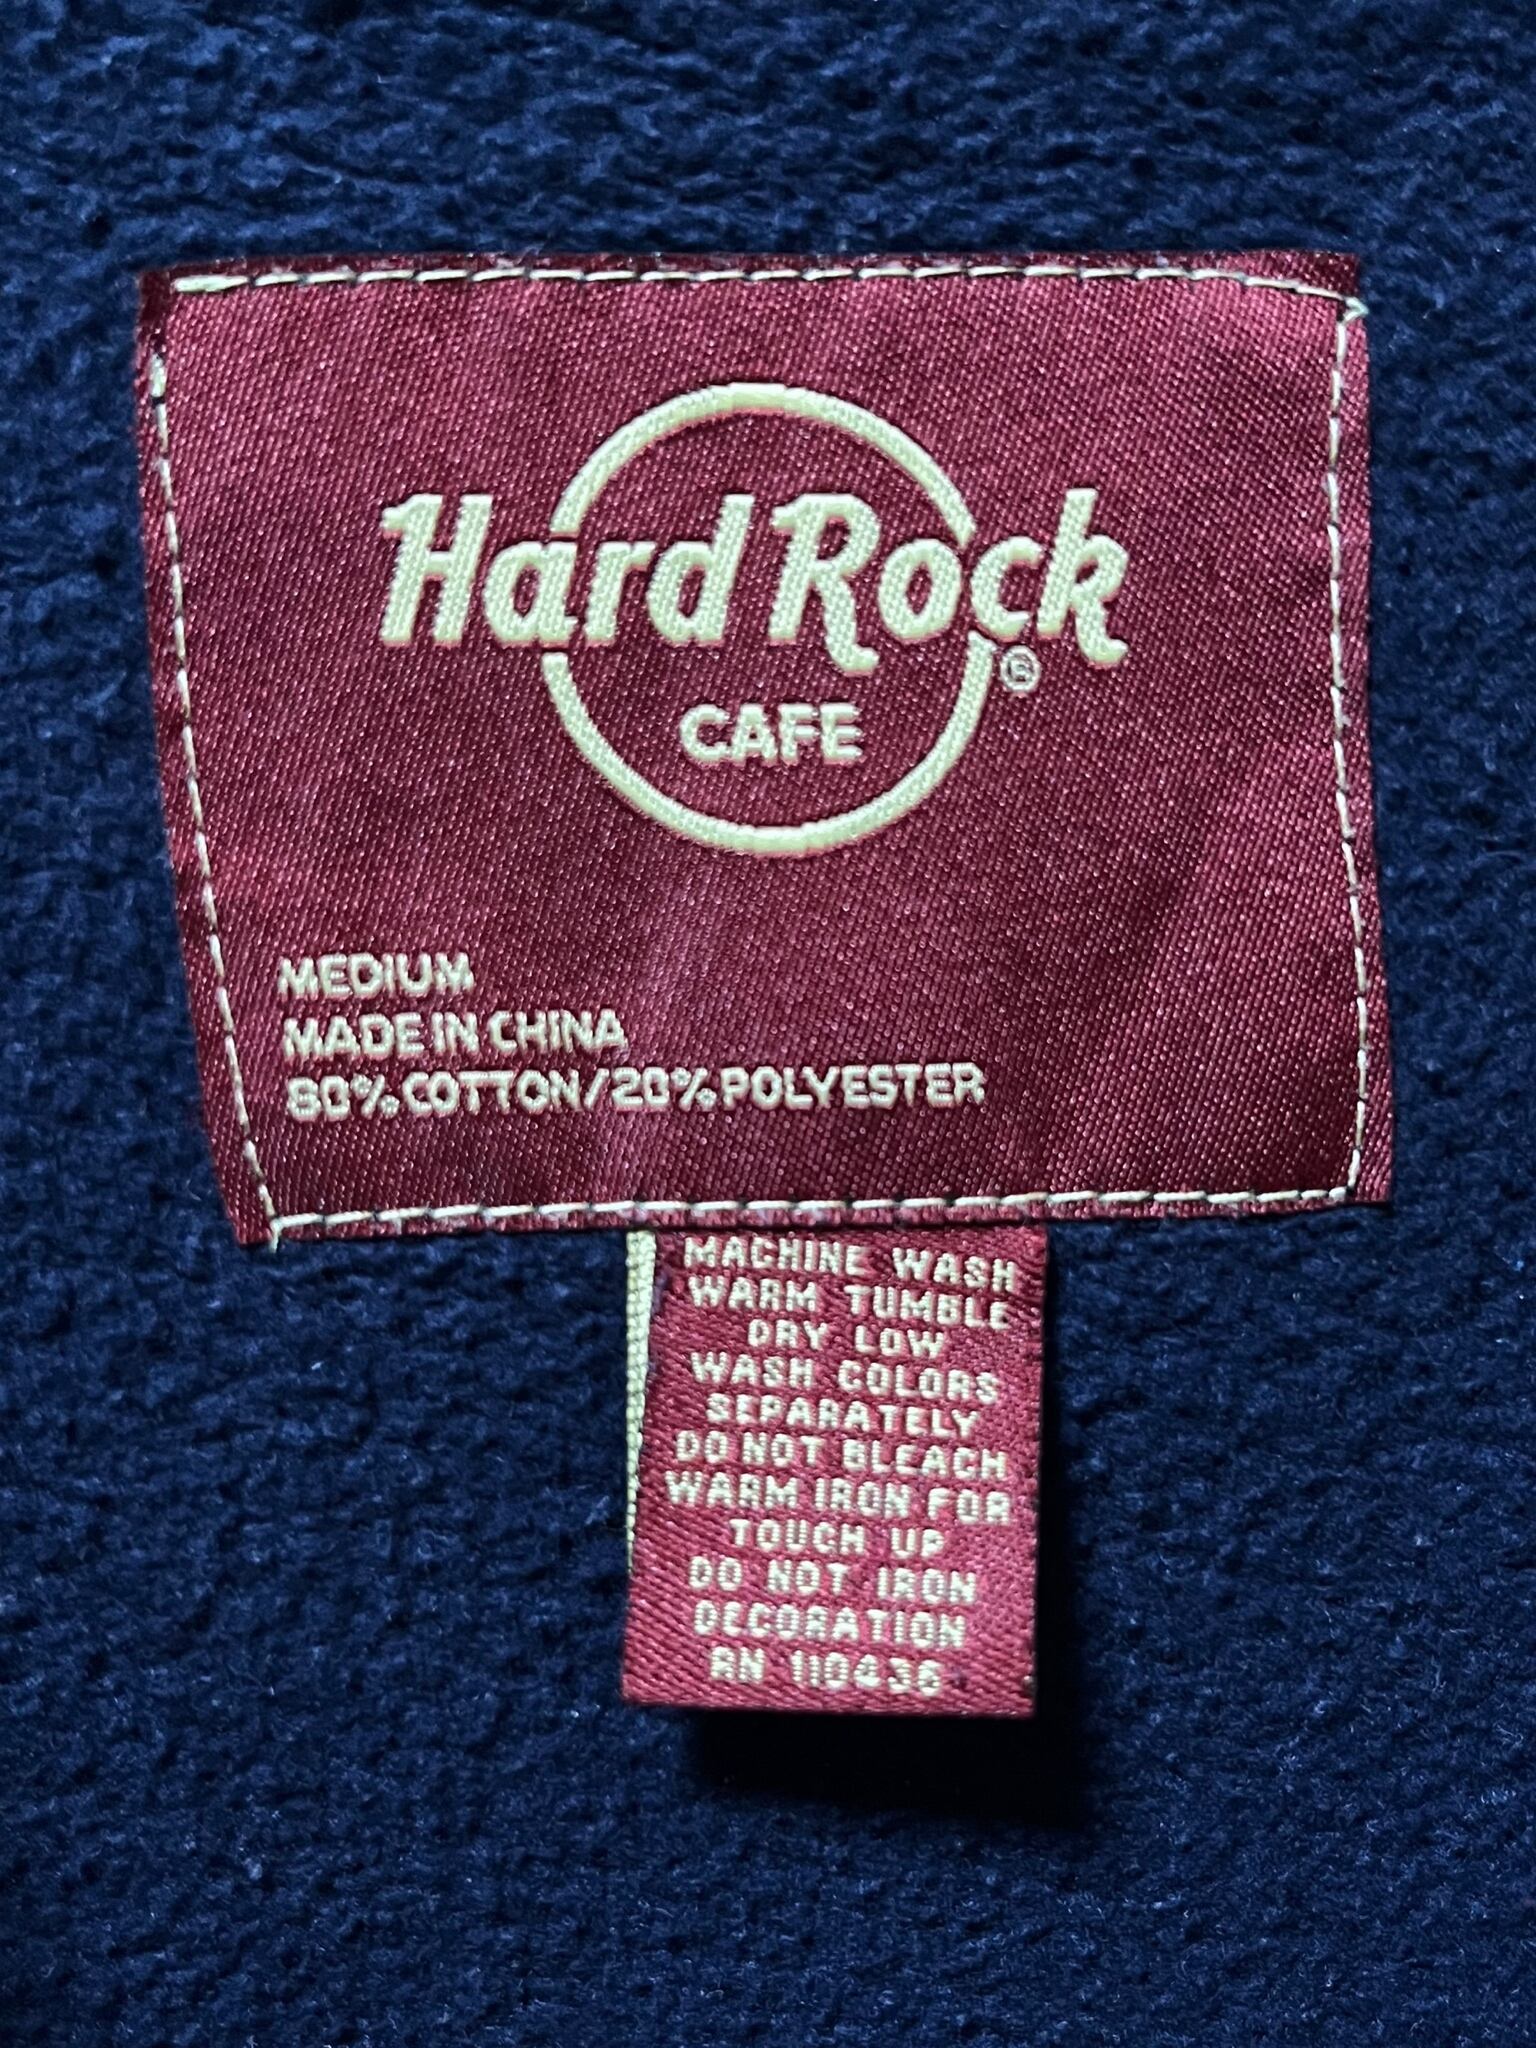 Hard Rock
®
CAFE
MEDIUM
MADE IN CHINA
80% COTTON/20% POLYESTER
MACHINE WASH
WARM TUMBLE
DRY LOW
WASH COLORS
SEPARATELY
DO NOT BLEACH
WARM IRON FOR
TOUCH UP
DO NOT IRON
DECORATION
RN 110436